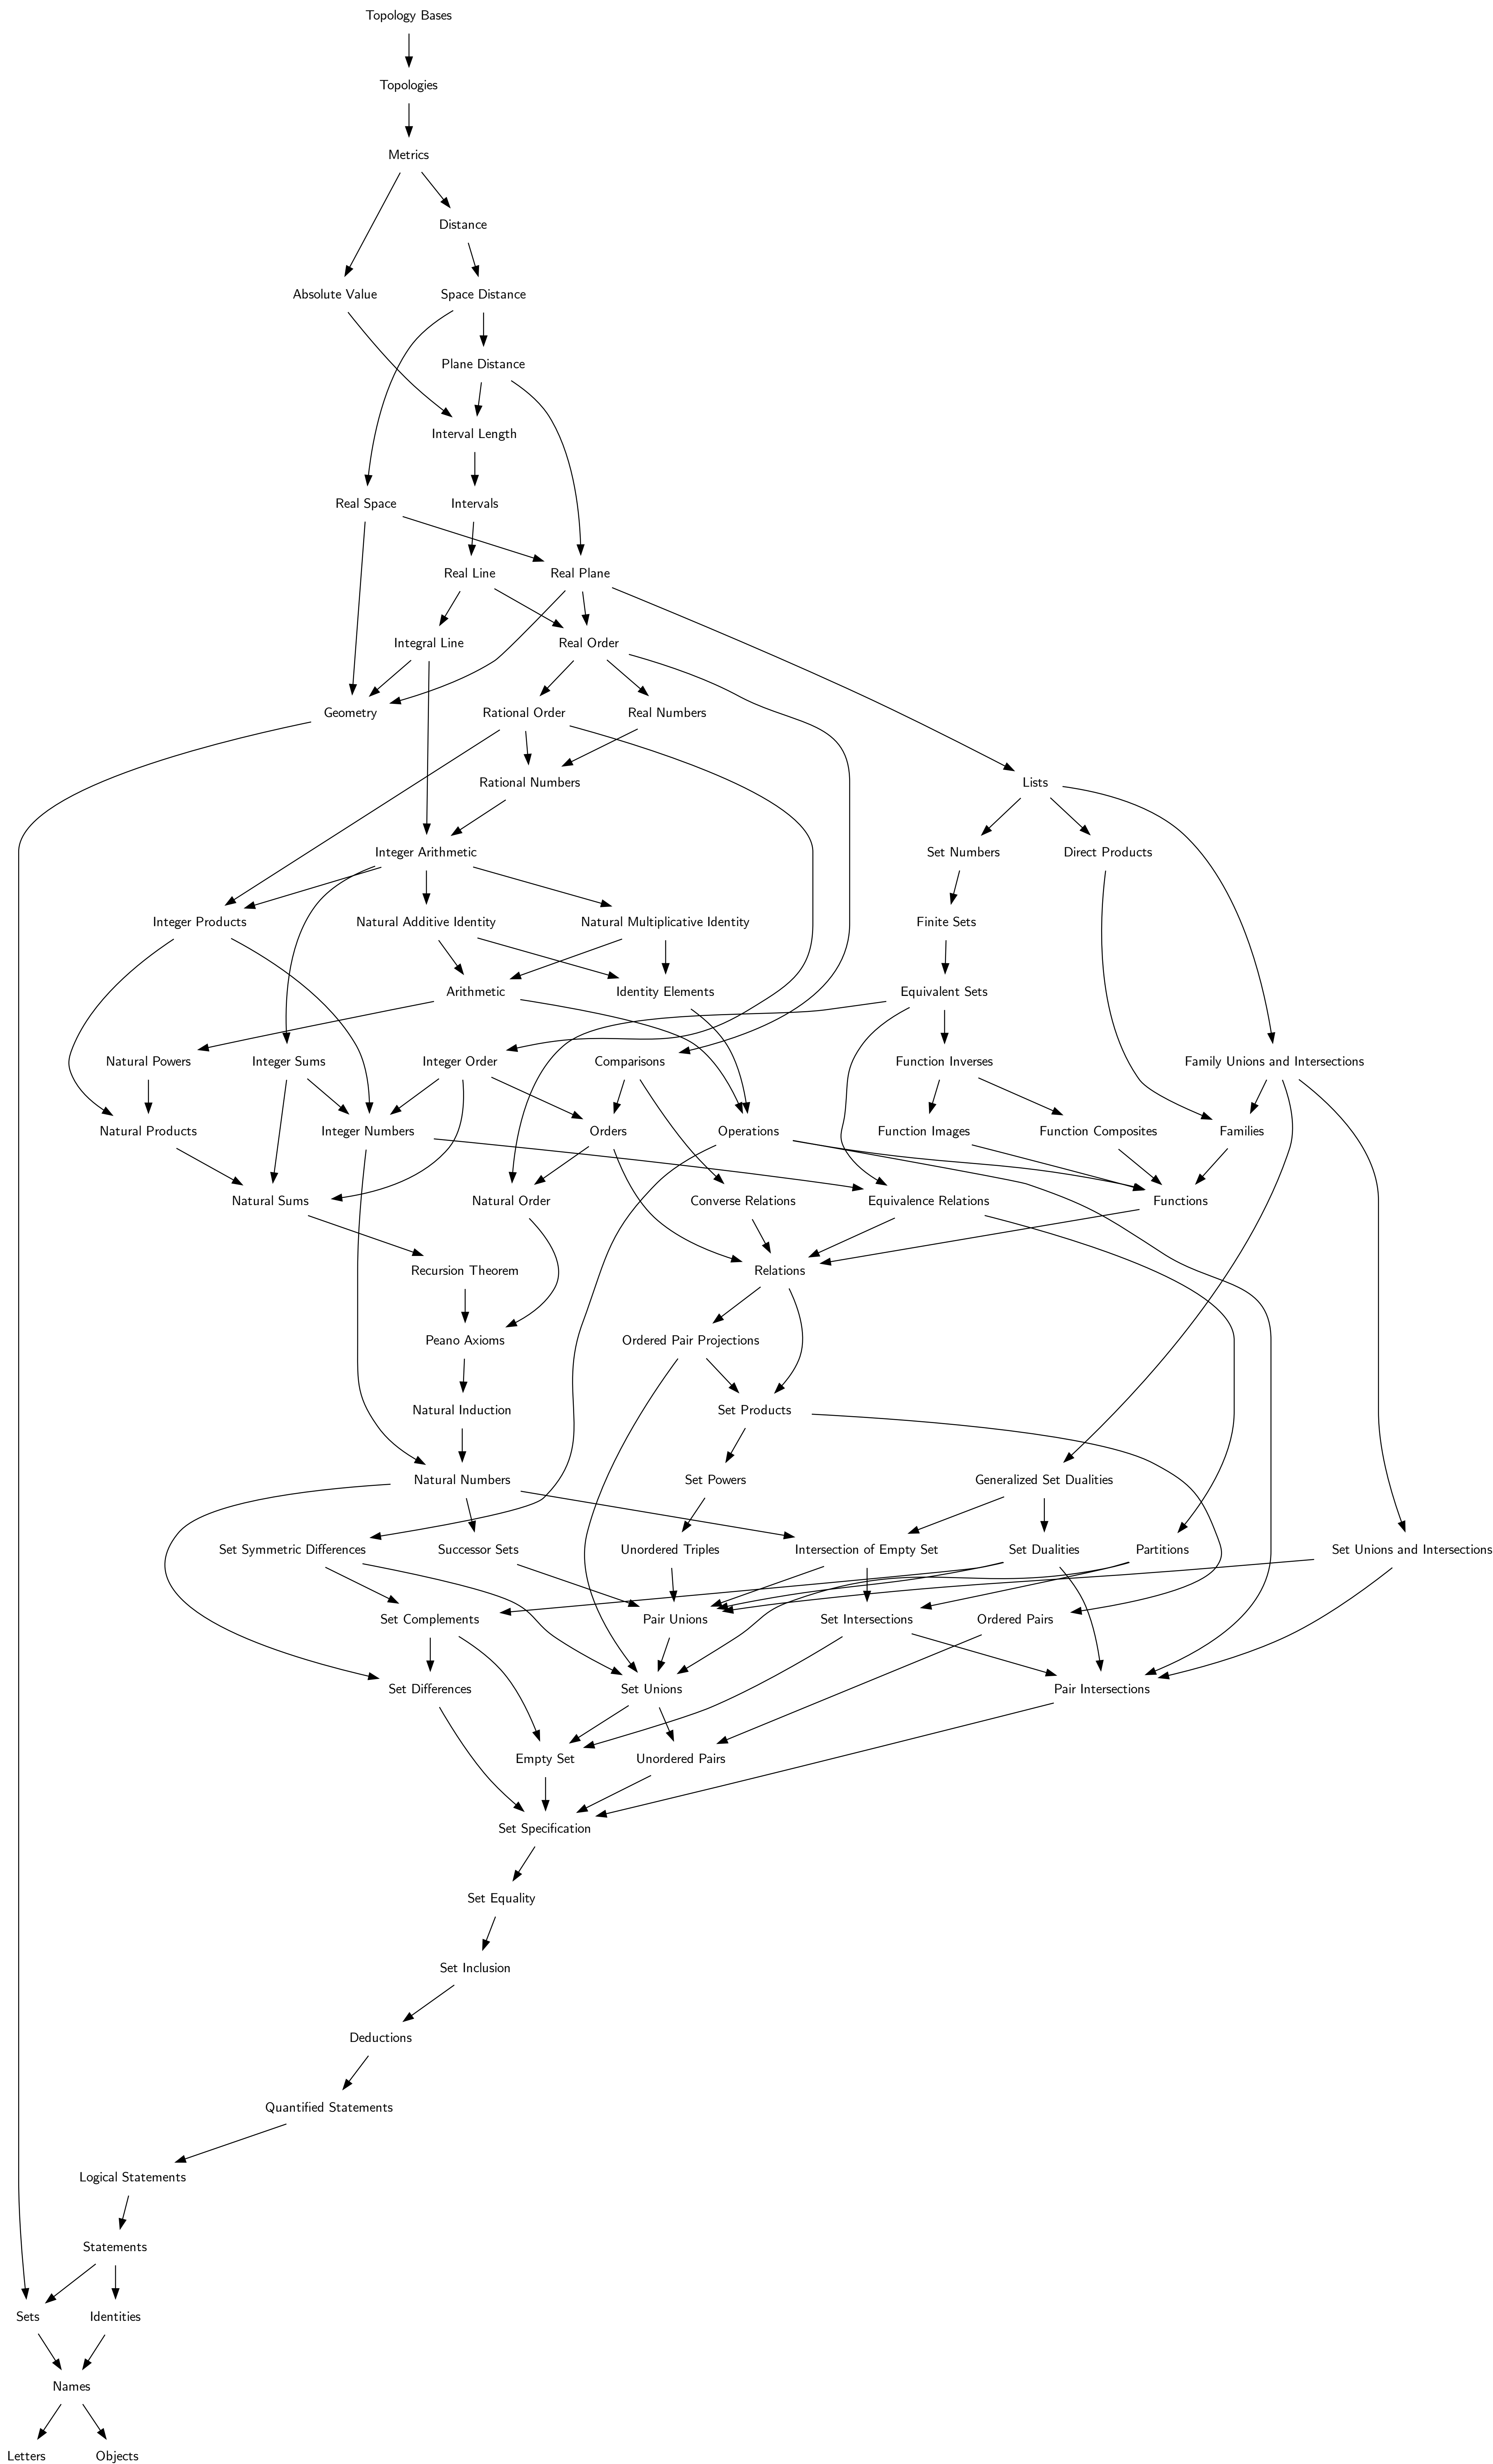 Topology Bases
Topologies
Metrics
Distance
Absolute Value
Space Distance
Plane Distance
Interval Length
Real Space
Intervals
Real Line
Real Plane
Integral Line
Real Order
Geometry
Rational Order
Real Numbers
Rational Numbers
Lists
Integer Arithmetic
Set Numbers
Direct Products
Integer Products
Natural Additive Identity
Natural Multiplicative Identity
Finite Sets
Arithmetic
Identity Elements
Equivalent Sets
Natural Powers
Integer Sums
Integer Order
Comparisons
Function Inverses
Family Unions and Intersections
Natural Products
Integer Numbers
Orders
Operations
Function Images
Function Composites
Families
Natural Sums
Natural Order
Converse Relations
Equivalence Relations
Functions
Recursion Theorem
Relations
Peano Axioms
Ordered Pair Projections
Natural Induction
Set Products
Natural Numbers
Set Powers
Generalized Set Dualities
Set Symmetric Differences
Successor Sets
Unordered Triples
Intersection of Empty Set
Set Dualities
Partitions
Set Unions and Intersections
Set Complements
Pair Unions
Set Intersections
Ordered Pairs
Set Differences
Set Unions
Pair Intersections
Empty Set
Unordered Pairs
Set Specification
Set Equality
Set Inclusion
Deductions
Quantified Statements
Logical Statements
Statements
Sets
Identities
Names
Letters
Objects